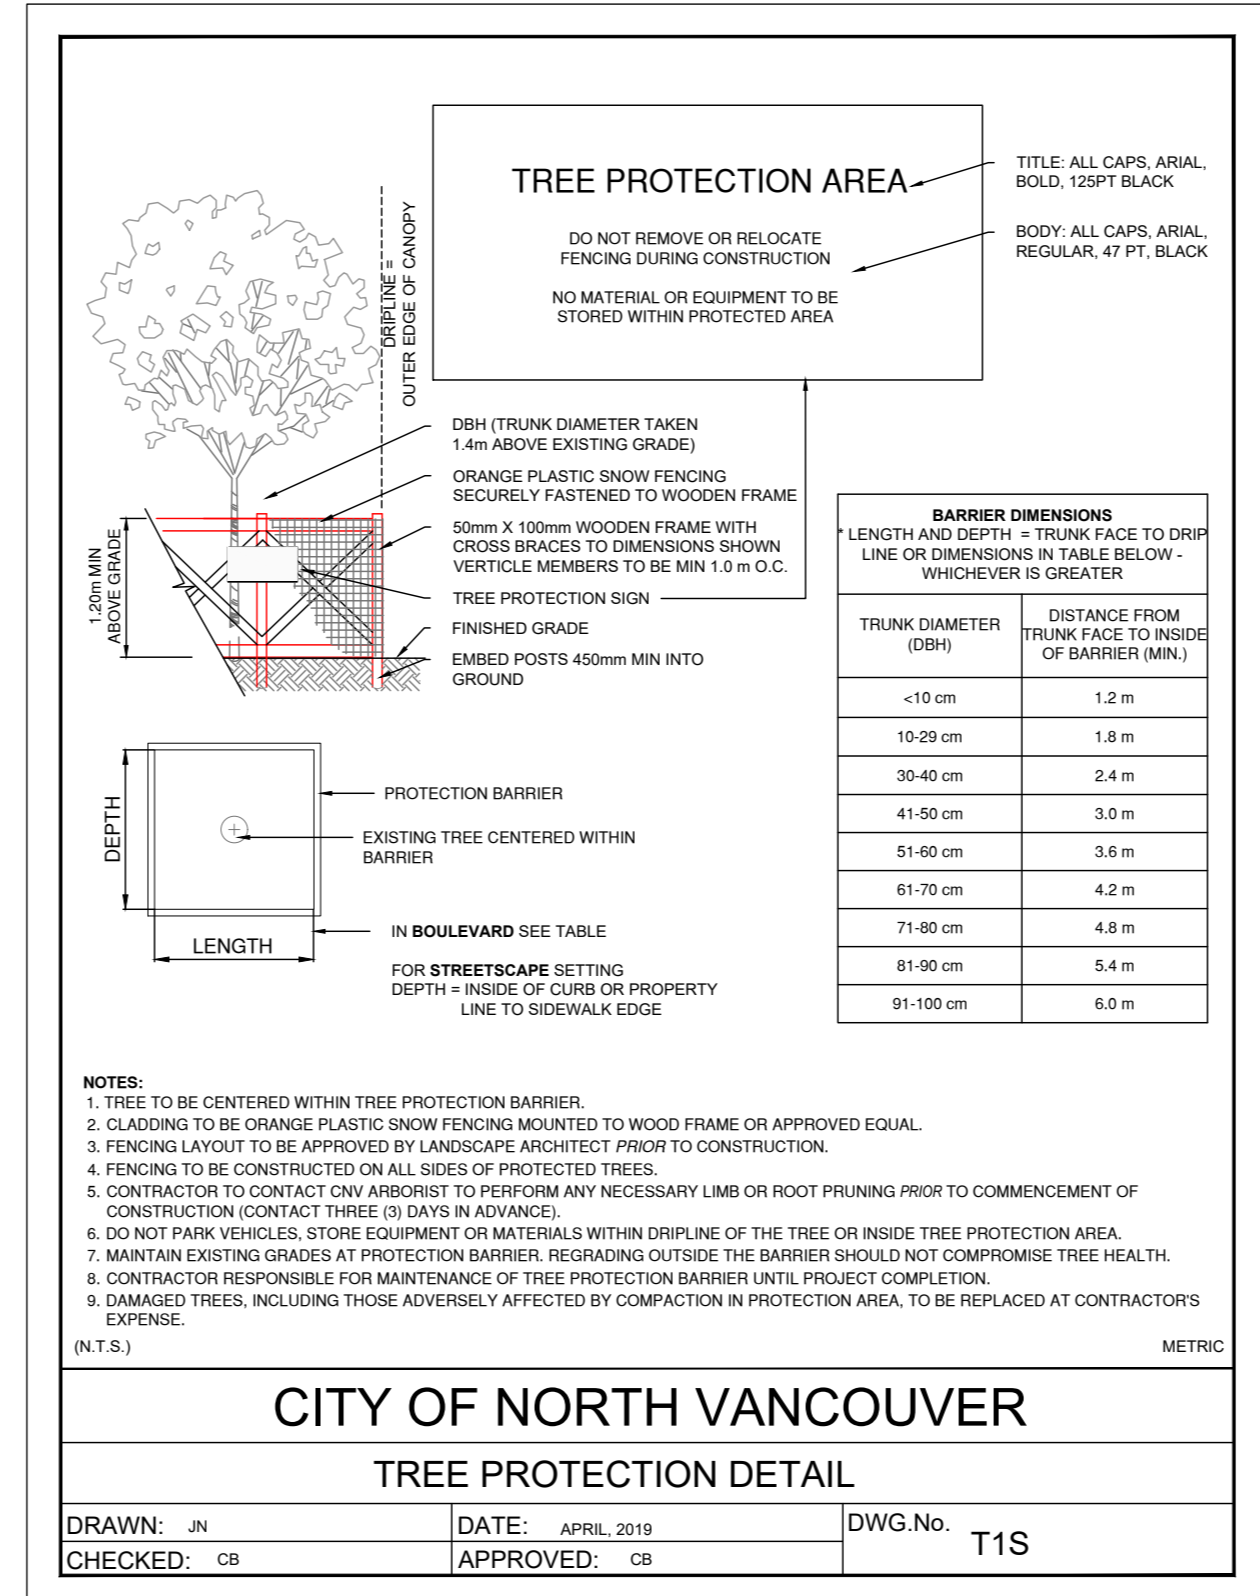 TREE PROTECTION AREA
DO NOT REMOVE OR RELOCATE
FENCING DURING CONSTRUCTION
NO MATERIAL OR EQUIPMENT TO BE
STORED WITHIN PROTECTED AREA
TITLE: ALL CAPS, ARIAL,
BOLD, 125PT BLACK
BODY: ALL CAPS, ARIAL,
REGULAR, 47 PT, BLACK
DRIPLINE =
OUTER EDGE OF CANOPY
DBH (TRUNK DIAMETER TAKEN
1.4m ABOVE EXISTING GRADE)
ORANGE PLASTIC SNOW FENCING
SECURELY FASTENED TO WOODEN FRAME
50mm X 100mm WOODEN FRAME WITH
CROSS BRACES TO DIMENSIONS SHOWN
VERTICLE MEMBERS TO BE MIN 1.0 m O.C.
TREE PROTECTION SIGN
FINISHED GRADE
EMBED POSTS 450mm MIN INTO
GROUND
1.20m MIN
ABOVE GRADE
BARRIER DIMENSIONS
* LENGTH AND DEPTH = TRUNK FACE TO DRIP
LINE OR DIMENSIONS IN TABLE BELOW -
WHICHEVER IS GREATER
TRUNK DIAMETER
(DBH)
DISTANCE FROM
TRUNK FACE TO INSIDE
OF BARRIER (MIN.)
<10 cm 1.2 m
10-29 cm 1.8 m
30-40 cm 2.4 m
41-50 cm 3.0 m
51-60 cm 3.6 m
61-70 cm 4.2 m
71-80 cm 4.8 m
81-90 cm 5.4 m
91-100 cm 6.0 m
DEPTH
LENGTH
PROTECTION BARRIER
EXISTING TREE CENTERED WITHIN
BARRIER
IN BOULEVARD SEE TABLE
FOR STREETSCAPE SETTING
DEPTH = INSIDE OF CURB OR PROPERTY
LINE TO SIDEWALK EDGE
NOTES:
1. TREE TO BE CENTERED WITHIN TREE PROTECTION BARRIER.
2. CLADDING TO BE ORANGE PLASTIC SNOW FENCING MOUNTED TO WOOD FRAME OR APPROVED EQUAL.
3. FENCING LAYOUT TO BE APPROVED BY LANDSCAPE ARCHITECT PRIOR TO CONSTRUCTION.
4. FENCING TO BE CONSTRUCTED ON ALL SIDES OF PROTECTED TREES.
5. CONTRACTOR TO CONTACT CNV ARBORIST TO PERFORM ANY NECESSARY LIMB OR ROOT PRUNING PRIOR TO COMMENCEMENT OF
CONSTRUCTION (CONTACT THREE (3) DAYS IN ADVANCE).
6. DO NOT PARK VEHICLES, STORE EQUIPMENT OR MATERIALS WITHIN DRIPLINE OF THE TREE OR INSIDE TREE PROTECTION AREA.
7. MAINTAIN EXISTING GRADES AT PROTECTION BARRIER. REGRADING OUTSIDE THE BARRIER SHOULD NOT COMPROMISE TREE HEALTH.
8. CONTRACTOR RESPONSIBLE FOR MAINTENANCE OF TREE PROTECTION BARRIER UNTIL PROJECT COMPLETION.
9. DAMAGED TREES, INCLUDING THOSE ADVERSELY AFFECTED BY COMPACTION IN PROTECTION AREA, TO BE REPLACED AT CONTRACTOR'S
EXPENSE.
(N.T.S.) METRIC
CITY OF NORTH VANCOUVER
TREE PROTECTION DETAIL
DRAWN: JN DATE: APRIL, 2019 DWG.No. T1S
CHECKED: CB APPROVED: CB